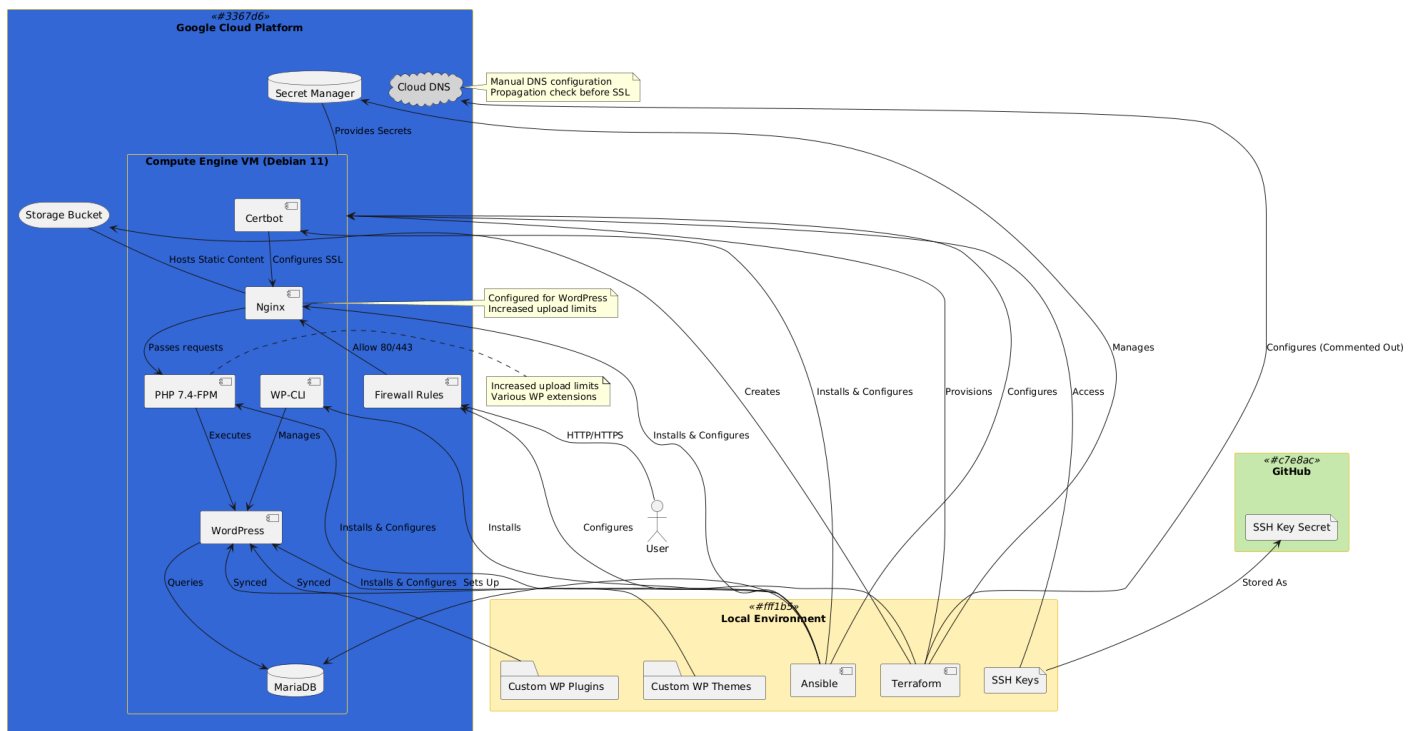 «#3367d6»
Google Cloud Platform
Secret Manager
Cloud DNS
Manual DNS configuration
Propagation check before SSL
Provides Secrets
Compute Engine VM (Debian 11)
Storage Bucket
Certbot
Hosts Static Content
Configures SSL
Nginx
Configured for WordPress
Increased upload limits
Passes requests
Allow 80/443
Manages
Configures (Commented Out)
PHP 7.4-FPM
WP-CLI
Firewall Rules
Increased upload limits
Various WP extensions
Creates
Installs & Configures
Provisions
Configures
Access
Executes
Manages
HTTP/HTTPS
Installs & Configures
«#c7e8ac»
GitHub
SSH Key Secret
WordPress
Installs & Configures
Installs
Configures
User
Queries
Synced
Synced
Installs & Configures
Sets Up
Stored As
«#fff1b5»
Local Environment
MariaDB
Custom WP Plugins
Custom WP Themes
Ansible
Terraform
SSH Keys